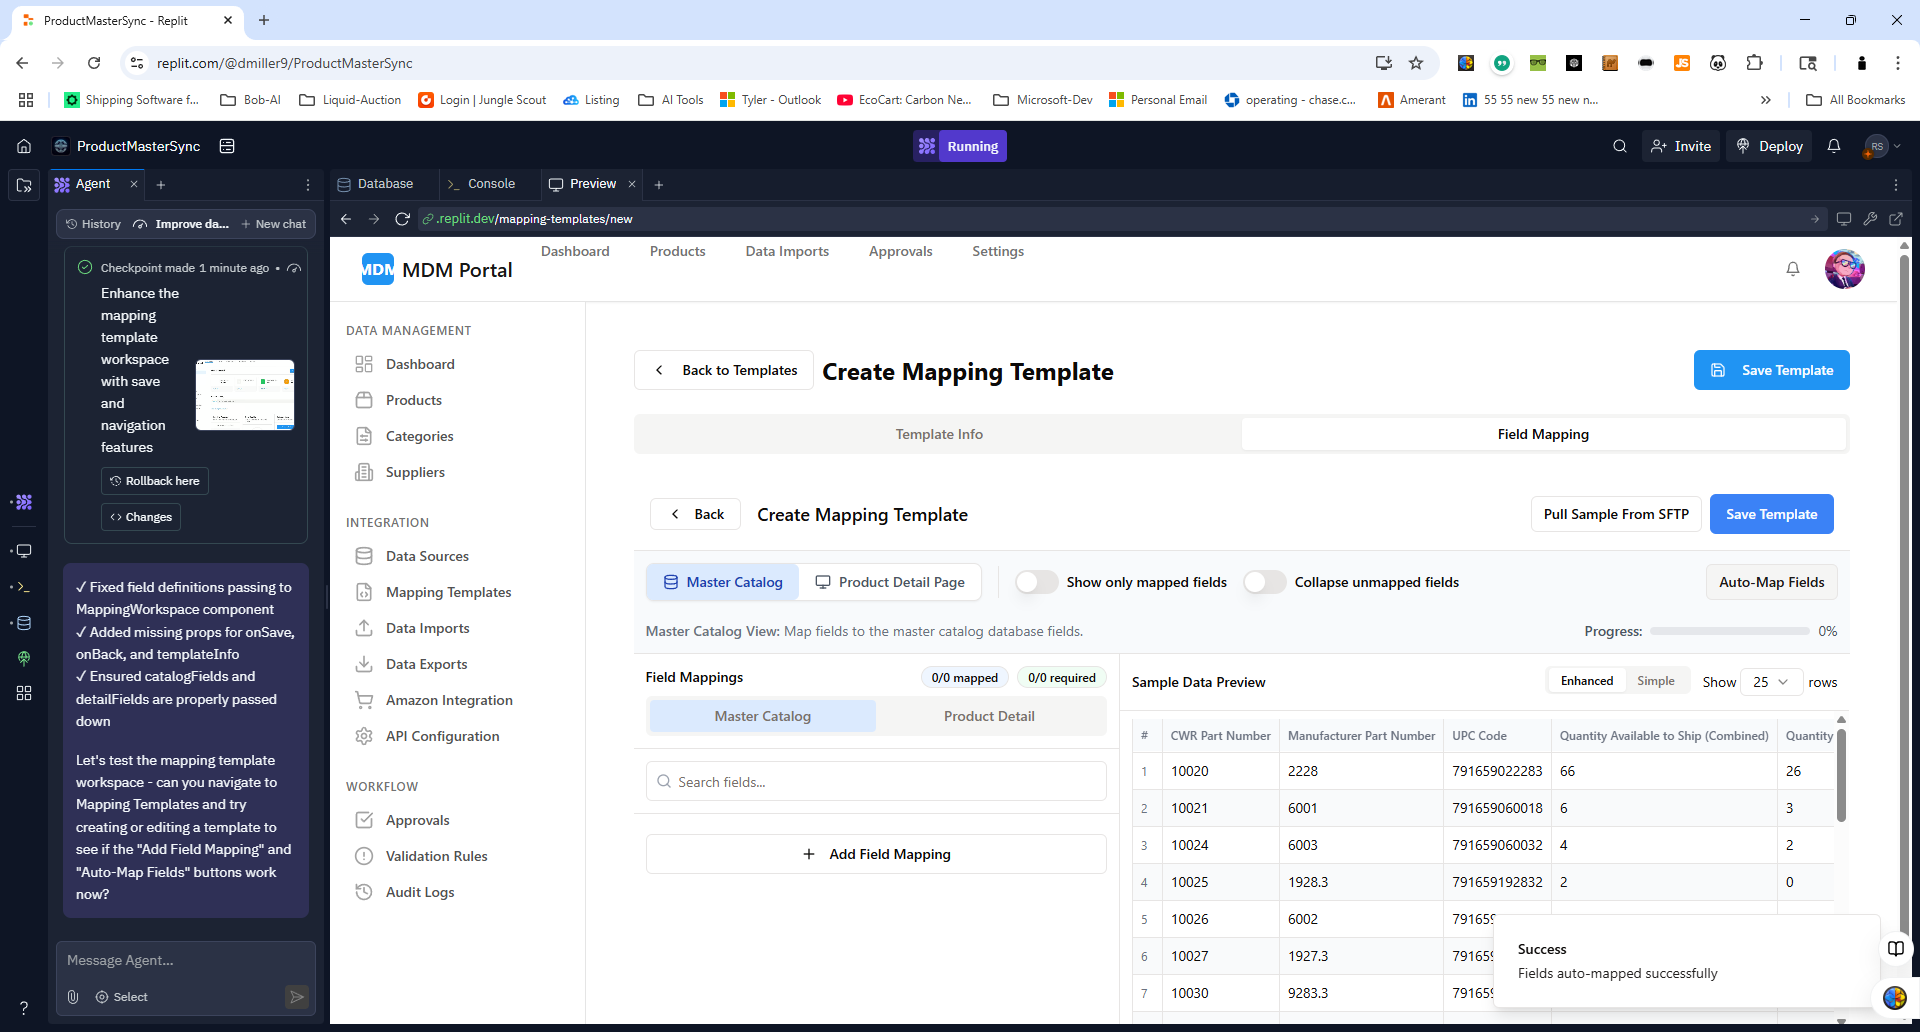 ProductMasterSync - Replit
replit.com/@dmiller9/ProductMasterSync
Shipping Software f...
Bob-AI
Liquid-Auction
Login | Jungle Scout
Listing
AI Tools
Tyler - Outlook
EcoCart: Carbon Ne...
Microsoft-Dev
Personal Email
operating - chase.c...
Amerant
55 55 new 55 new n...
All Bookmarks
ProductMasterSync
Running
Invite
Deploy
RS
Agent
Database
Console
Preview
History
Improve da...
New chat
.replit.dev/mapping-templates/new
Checkpoint made 1 minute ago •
Enhance the
mapping
template
workspace
with save
and
navigation
features
Rollback here
Changes
✓ Fixed field definitions passing to
MappingWorkspace component
✓ Added missing props for onSave,
onBack, and templateInfo
✓ Ensured catalogFields and
detailFields are properly passed
down
Let's test the mapping template
workspace - can you navigate to
Mapping Templates and try
creating or editing a template to
see if the "Add Field Mapping" and
"Auto-Map Fields" buttons work
now?
Message Agent...
Select
?
MDM
MDM Portal
Dashboard
Products
Data Imports
Approvals
Settings
DATA MANAGEMENT
Dashboard
Products
Categories
Suppliers
INTEGRATION
Data Sources
Mapping Templates
Data Imports
Data Exports
Amazon Integration
API Configuration
WORKFLOW
Approvals
Validation Rules
Audit Logs
Back to Templates
Create Mapping Template
Save Template
Template Info
Field Mapping
Back
Create Mapping Template
Pull Sample From SFTP
Save Template
Master Catalog
Product Detail Page
Show only mapped fields
Collapse unmapped fields
Auto-Map Fields
Master Catalog View: Map fields to the master catalog database fields.
Progress:
0%
Field Mappings
0/0 mapped
0/0 required
Master Catalog
Product Detail
Search fields...
Add Field Mapping
Sample Data Preview
Enhanced
Simple
Show
25
rows
# CWR Part Number Manufacturer Part Number UPC Code Quantity Available to Ship (Combined) Quantity
1 10020 2228 791659022283 66 26
2 10021 6001 791659060018 6 3
3 10024 6003 791659060032 4 2
4 10025 1928.3 791659192832 2 0
5 10026 6002 791659
6 10027 1927.3 791659
7 10030 9283.3 791659
Success
Fields auto-mapped successfully